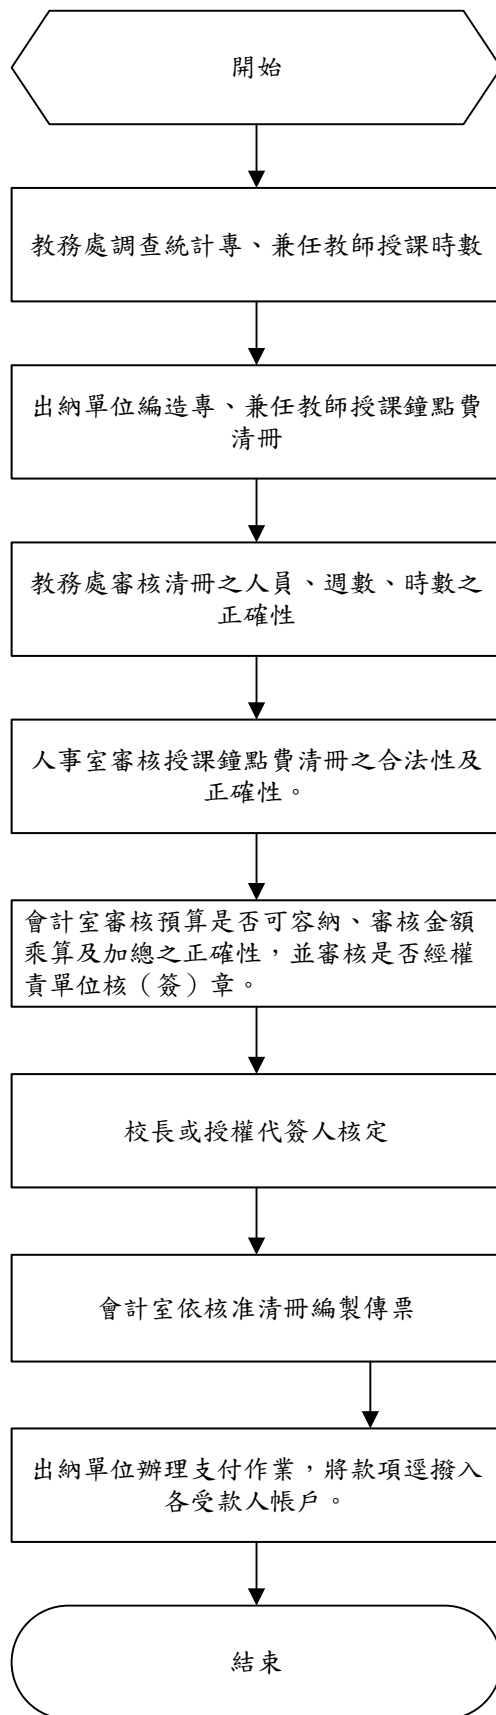 開始
教務處調查統計專、兼任教師授課時數
出納單位編造專、兼任教師授課鐘點費
清冊
教務處審核清冊之人員、週數、時數之
正確性
人事室審核授課鐘點費清冊之合法性及
正確性。
會計室審核預算是否可容納、審核金額
乘算及加總之正確性，並審核是否經權
責單位核（簽）章。
校長或授權代簽人核定
會計室依核准清冊編製傳票
出納單位辦理支付作業，將款項逕撥入
各受款人帳戶。
結束